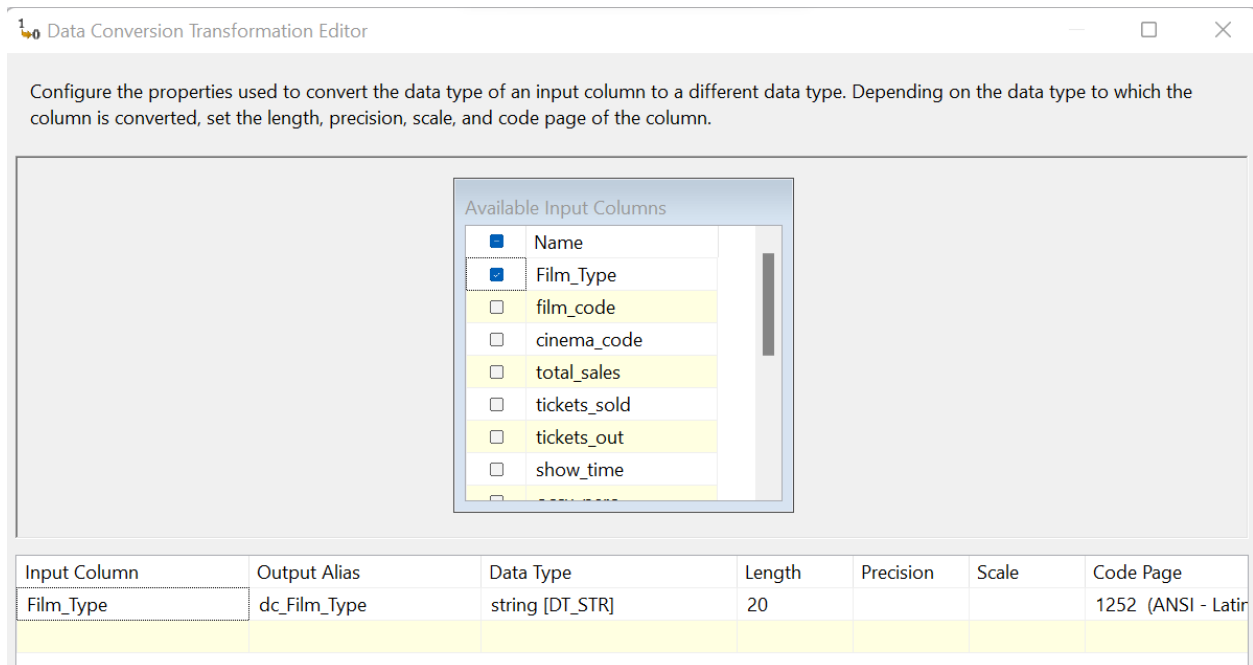 Data Conversion Transformation Editor
Configure the properties used to convert the data type of an input column to a different data type. Depending on the data type to which the
column is converted, set the length, precision, scale, and code page of the column.
Available Input Columns
Name
Film_Type
film_code
cinema_code
total_sales
tickets_sold
tickets_out
show_time
Input Column Output Alias Data Type Length Precision Scale Code Page
Film_Type dc_Film_Type string [DT_STR] 20 1252 (ANSI - Latin